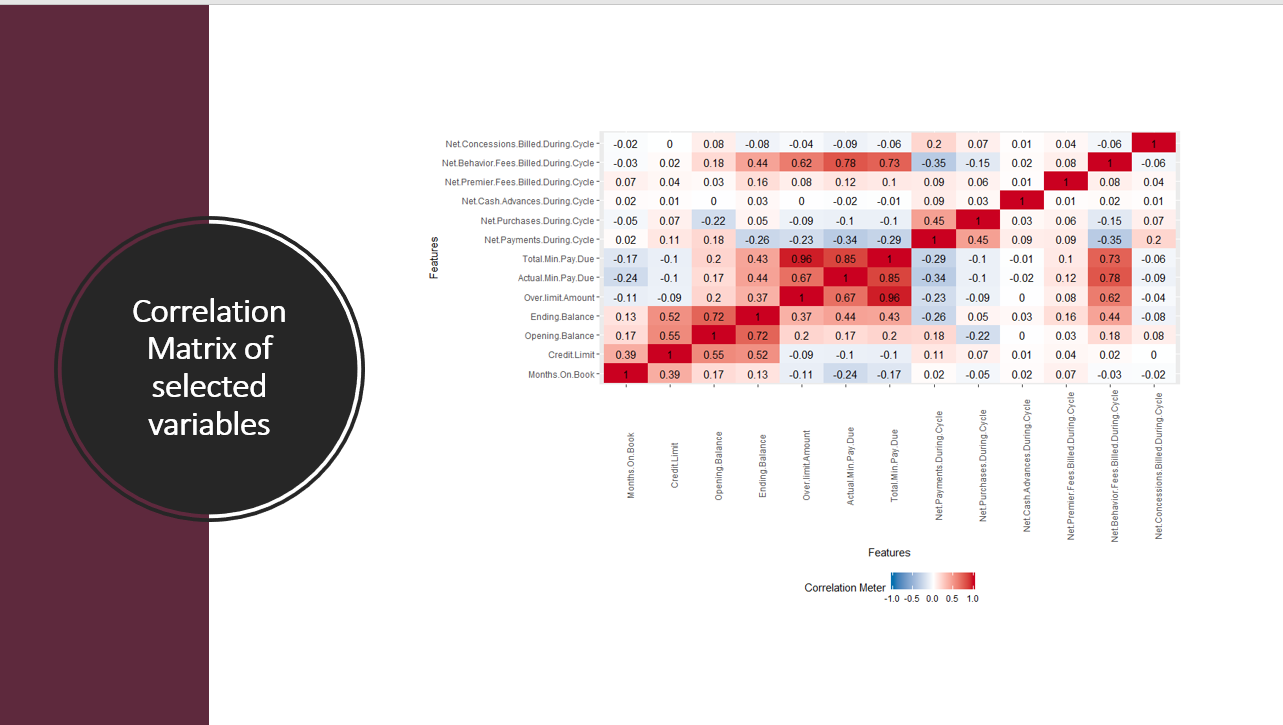 Correlation
Matrix of
selected
variables
Features
Net.Concessions.Billed.During.Cycle -0.02 0 0.08 -0.08 -0.04 -0.09 -0.06 0.2 0.07 0.01 0.04 -0.06 1
Net.Behavior.Fees.Billed.During.Cycle -0.03 0.02 0.18 0.44 0.62 0.78 0.73 -0.35 -0.15 0.02 0.08 1 -0.06
Net.Premier.Fees.Billed.During.Cycle 0.07 0.04 0.03 0.16 0.08 0.12 0.1 0.09 0.06 0.01 1 0.08 0.04
Net.Cash.Advances.During.Cycle 0.02 0.01 0 0.03 0 -0.02 -0.01 0.09 0.03 1 0.01 0.02 0.01
Net.Purchases.During.Cycle -0.05 0.07 -0.22 0.05 -0.09 -0.1 -0.1 0.45 1 0.03 0.06 -0.15 0.07
Net.Payments.During.Cycle 0.02 0.11 0.18 -0.26 -0.23 -0.34 -0.29 1 0.45 0.09 0.09 -0.35 0.2
Total.Min.Pay.Due -0.17 -0.1 0.2 0.43 0.96 0.85 1 -0.29 -0.1 -0.01 0.1 0.73 -0.06
Actual.Min.Pay.Due -0.24 -0.1 0.17 0.44 0.67 1 0.85 -0.34 -0.1 -0.02 0.12 0.78 -0.09
Over.limit.Amount -0.11 -0.09 0.2 0.37 1 0.67 0.96 -0.23 -0.09 0 0.08 0.62 -0.04
Ending.Balance 0.13 0.52 0.72 1 0.37 0.44 0.43 -0.26 0.05 0.03 0.16 0.44 -0.08
Opening.Balance 0.17 0.55 1 0.72 0.2 0.17 0.2 0.18 -0.22 0 0.03 0.18 0.08
Credit.Limit 0.39 1 0.55 0.52 -0.09 -0.1 -0.1 0.11 0.07 0.01 0.04 0.02 0
Months.On.Book 1 0.39 0.17 0.13 -0.11 -0.24 -0.17 0.02 -0.05 0.02 0.07 -0.03 -0.02
Months.On.Book
Credit.Limit
Opening.Balance
Ending.Balance
Over.limit.Amount
Actual.Min.Pay.Due
Total.Min.Pay.Due
Net.Payments.During.Cycle
Net.Purchases.During.Cycle
Net.Cash.Advances.During.Cycle
Net.Premier.Fees.Billed.During.Cycle
Net.Behavior.Fees.Billed.During.Cycle
Net.Concessions.Billed.During.Cycle
Features
Correlation Meter
-1.0 -0.5 0.0 0.5 1.0